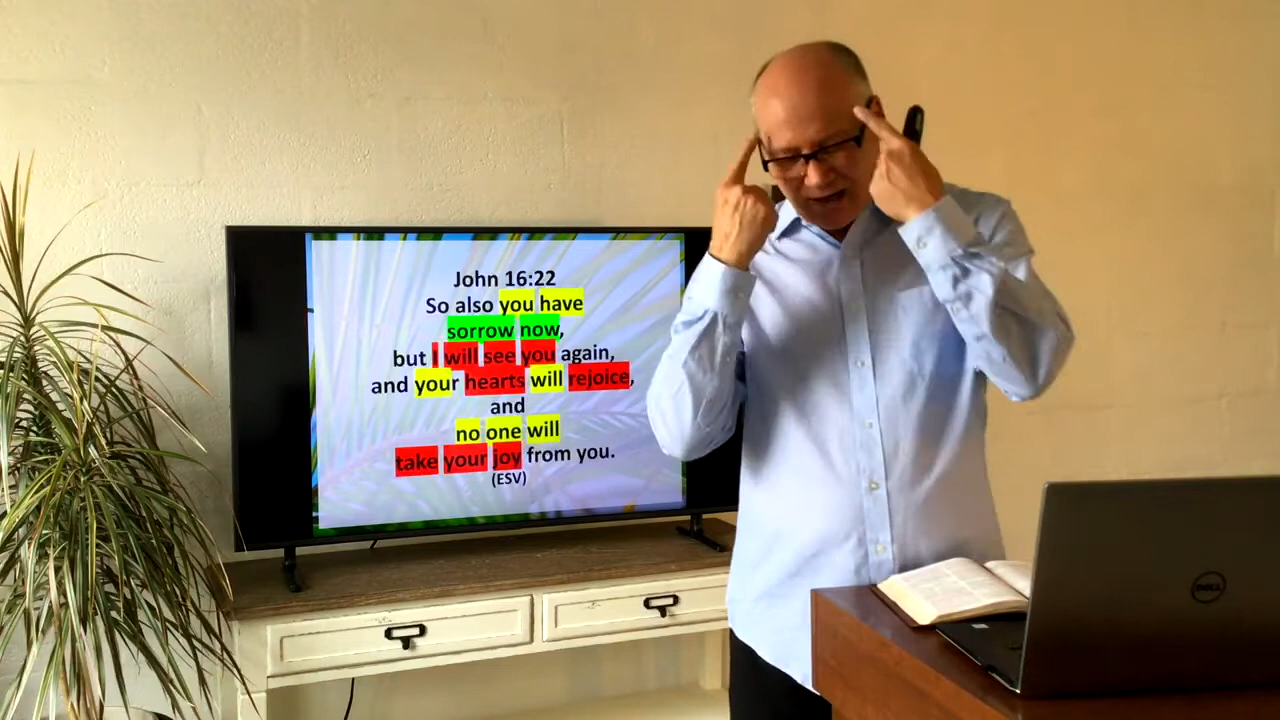 John 16:22
So also you have
sorrow now,
but I will see you again,
and your hearts will rejoice,
and
no one will
take your joy from you.
(ESV)
DELL